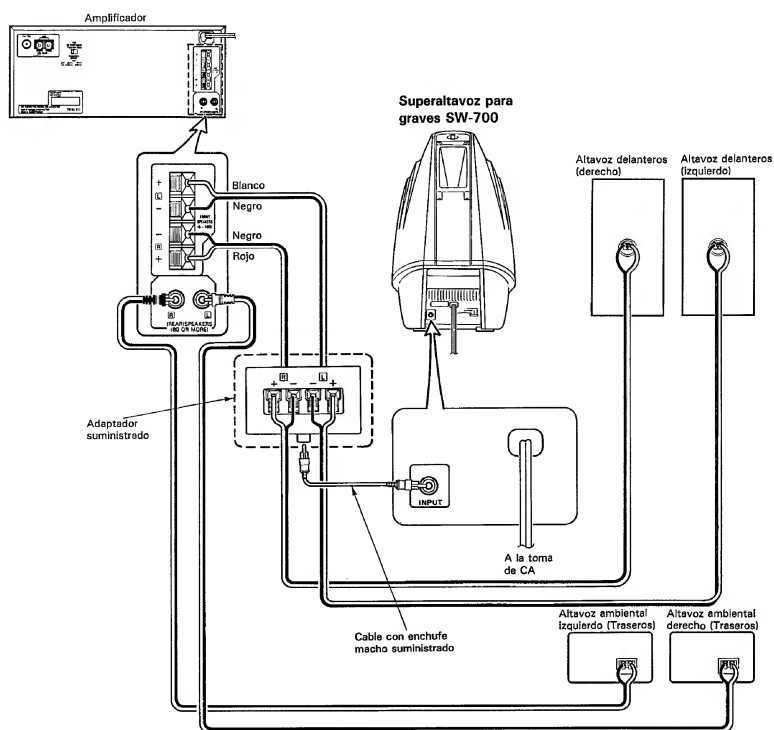 Amplificador
Superaltavoz para
graves SW-700
Altavoz delanteros
(derecho)
Altavoz delanteros
(izquierdo)
+
L
−
−
R
+
Blanco
Negro
Negro
Rojo
FRONT
SPEAKERS
R
L
(REAR)SPEAKERS
(8Ω OR MORE)
Adaptador
suministrado
R
L
+ − − +
INPUT
A la toma
de CA
Cable con enchufe
macho suministrado
Altavoz ambiental
izquierdo (Traseros)
Altavoz ambiental
derecho (Traseros)